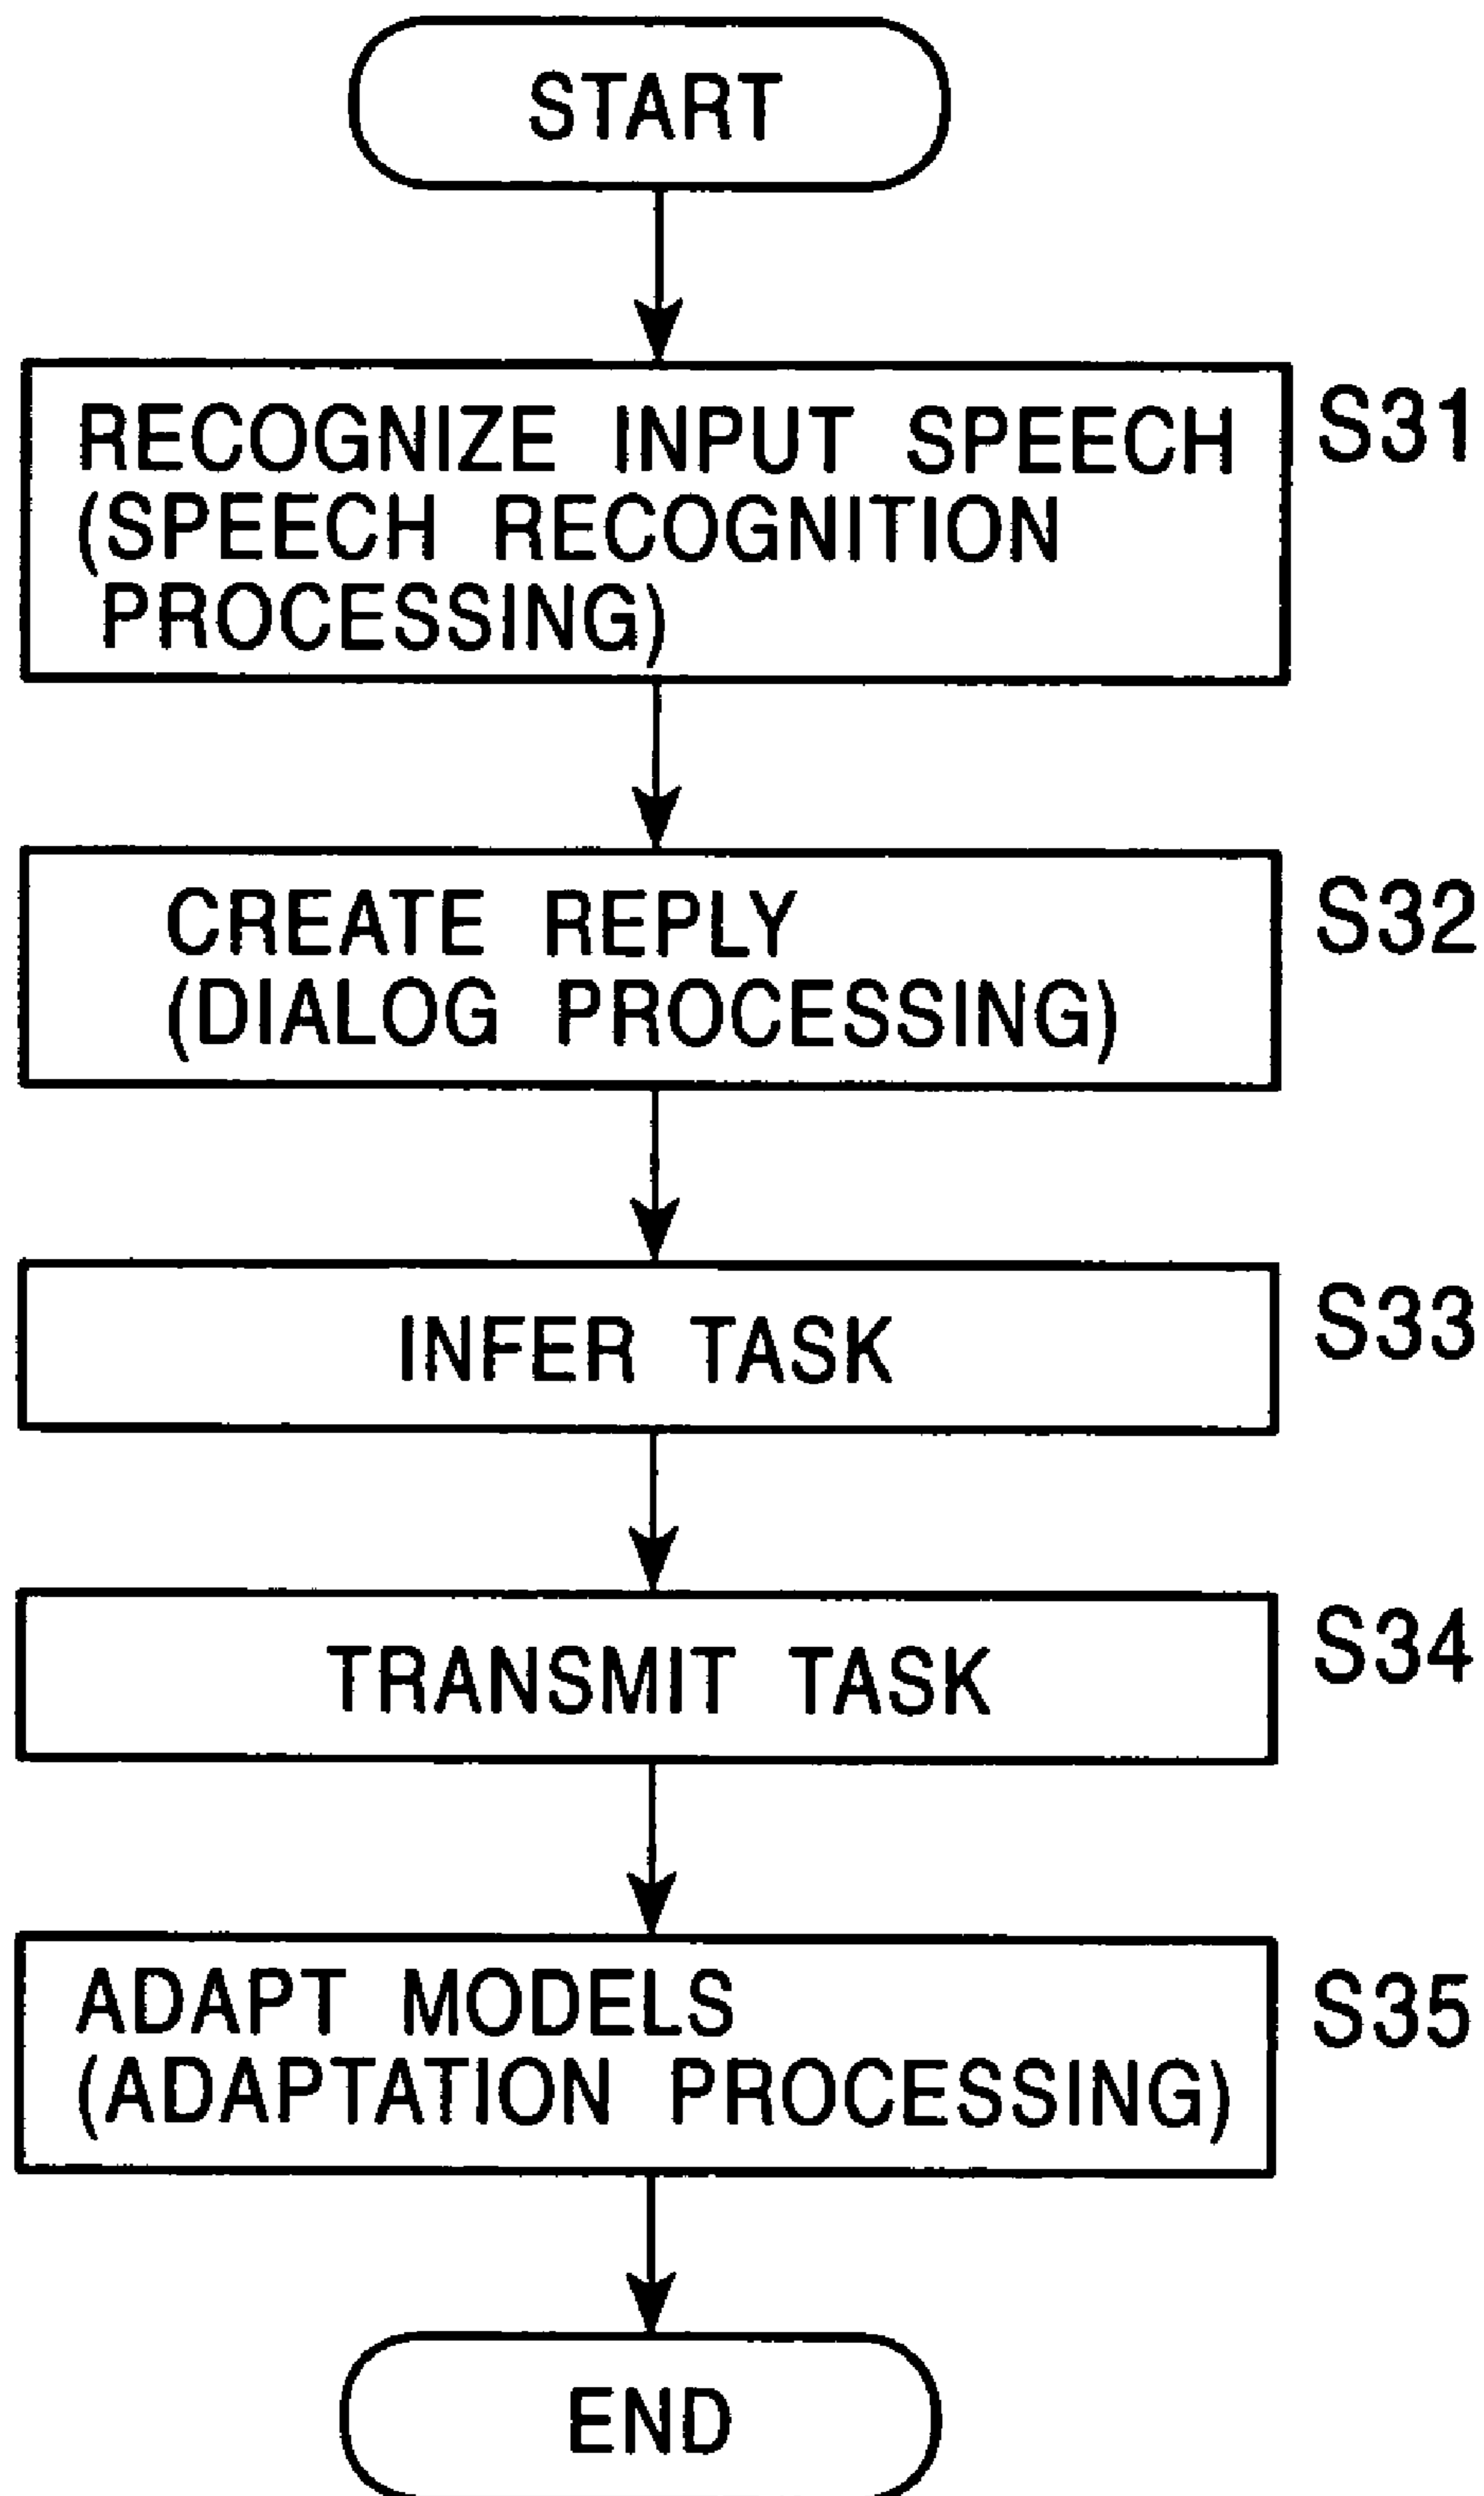 START
RECOGNIZE INPUT SPEECH S31
(SPEECH RECOGNITION
PROCESSING)
CREATE REPLY S32
(DIALOG PROCESSING)
INFER TASK S33
TRANSMIT TASK S34
ADAPT MODELS S35
(ADAPTATION PROCESSING)
END